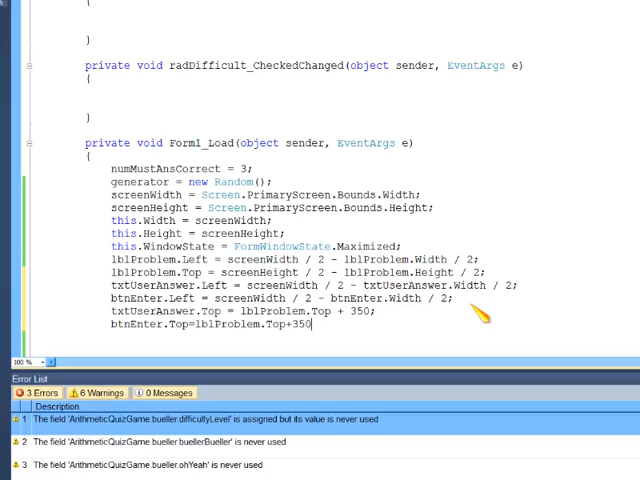 {
}
private void radDifficult_CheckedChanged(object sender, EventArgs e)
{
}
private void Form1_Load(object sender, EventArgs e)
{
numMustAnsCorrect = 3;
generator = new Random();
screenWidth = Screen.PrimaryScreen.Bounds.Width;
screenHeight = Screen.PrimaryScreen.Bounds.Height;
this.Width = screenWidth;
this.Height = screenHeight;
this.WindowState = FormWindowState.Maximized;
lblProblem.Left = screenWidth / 2 - lblProblem.Width / 2;
lblProblem.Top = screenHeight / 2 - lblProblem.Height / 2;
txtUserAnswer.Left = screenWidth / 2 - txtUserAnswer.Width / 2;
btnEnter.Left = screenWidth / 2 - btnEnter.Width / 2;
txtUserAnswer.Top = lblProblem.Top + 350;
btnEnter.Top=lblProblem.Top+350
100 %
Error List
3 Errors 6 Warnings 0 Messages
Description
1 The field 'ArithmeticQuizGame.bueller.difficultyLevel' is assigned but its value is never used
2 The field 'ArithmeticQuizGame.bueller.buellerBueller' is never used
3 The field 'ArithmeticQuizGame.bueller.ohYeah' is never used